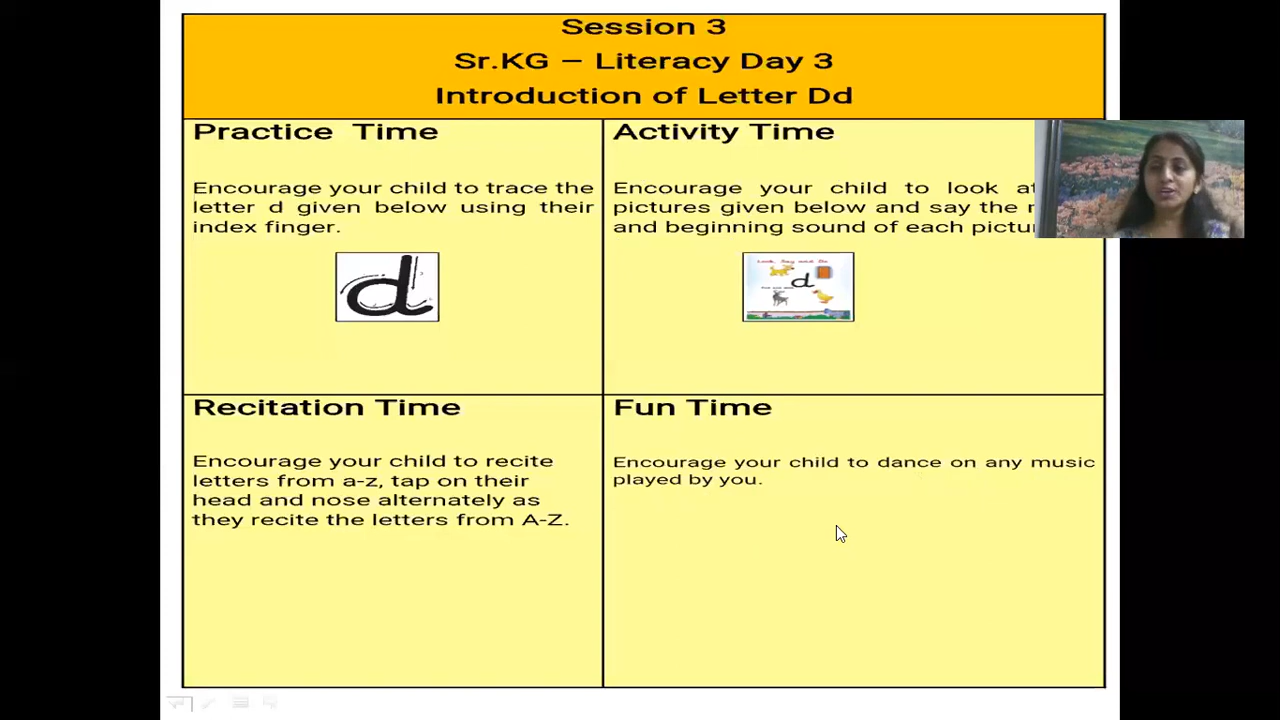 Session 3
Sr.KG – Literacy Day 3
Introduction of Letter Dd
Practice Time
Encourage your child to trace the
letter d given below using their
index finger.
d
Activity Time
Encourage your child to look at
pictures given below and say the
and beginning sound of each
Look, Say and Do
d
Recitation Time
Encourage your child to recite
letters from a-z, tap on their
head and nose alternately as
they recite the letters from A-Z.
Fun Time
Encourage your child to dance on any music
played by you.